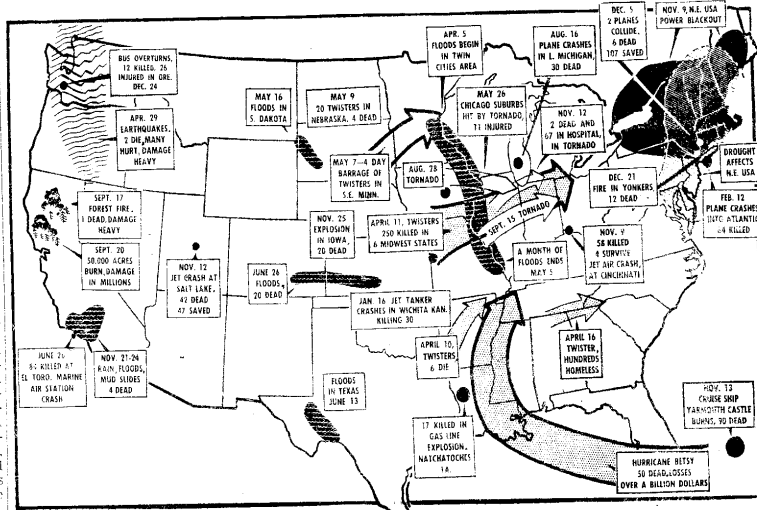 BUS OVERTURNS,
12 KILLED, 26
INJURED IN ORE.
DEC. 24
APR. 29
EARTHQUAKES,
2 DIE, MANY
HURT, DAMAGE
HEAVY
SEPT. 17
FOREST FIRE,
1 DEAD, DAMAGE
HEAVY
SEPT. 20
50,000 ACRES
BURN, DAMAGE
IN MILLIONS
JUNE
84 KILLED AT
EL TORO, MARINE
AIR STATION
CRASH
NOV. 21-24
RAIN, FLOODS,
MUD SLIDES
4 DEAD
NOV. 12
JET CRASH AT
SALT LAKE,
42 DEAD
47 SAVED
MAY 16
FLOODS IN
S. DAKOTA
MAY 9
20 TWISTERS IN
NEBRASKA, 4 DEAD
MAY 7-4 DAY
BARRAGE OF
TWISTERS IN
S.E. MINN.
NOV. 25
EXPLOSION
IN IOWA,
20 DEAD
JUNE 26
FLOODS,
20 DEAD
JAN. 16 JET TANKER
CRASHES IN WICHITA KAN.
KILLING 30
FLOODS
IN TEXAS
JUNE 13
APR. 5
FLOODS BEGIN
IN TWIN
CITIES AREA
AUG. 16
PLANE CRASHES
IN L. MICHIGAN,
30 DEAD
DEC. 5
2 PLANES
COLLIDE,
6 DEAD
107 SAVED
NOV. 9, N.E. USA
POWER BLACKOUT
MAY 26
CHICAGO SUBURBS
HIT BY TORNADO,
11 INJURED
NOV. 12
2 DEAD AND
67 IN HOSPITAL,
IN TORNADO
AUG. 28
TORNADO
APRIL 11, TWISTERS
250 KILLED IN
6 MIDWEST STATES
SEPT. 15 TORNADO
DEC. 21
FIRE IN YONKERS
12 DEAD
DROUGHT
AFFECTS
N.E. USA
FEB. 12
PLANE CRASHES
INTO ATLANTIC
84 KILLED
NOV. 9
58 KILLED
4 SURVIVE
JET AIR CRASH,
AT CINCINATTI
A MONTH OF
FLOODS ENDS
MAY 5
APRIL 10,
TWISTERS,
6 DIE
APRIL 16
TWISTER,
HUNDREDS
HOMELESS
17 KILLED IN
GAS LINE
EXPLOSION,
NATCHATOCHES
LA.
NOV. 13
CRUISE SHIP
YARMOUTH CASTLE
BURNS, 90 DEAD
HURRICANE BETSY
50 DEAD, LOSSES
OVER A BILLION DOLLARS